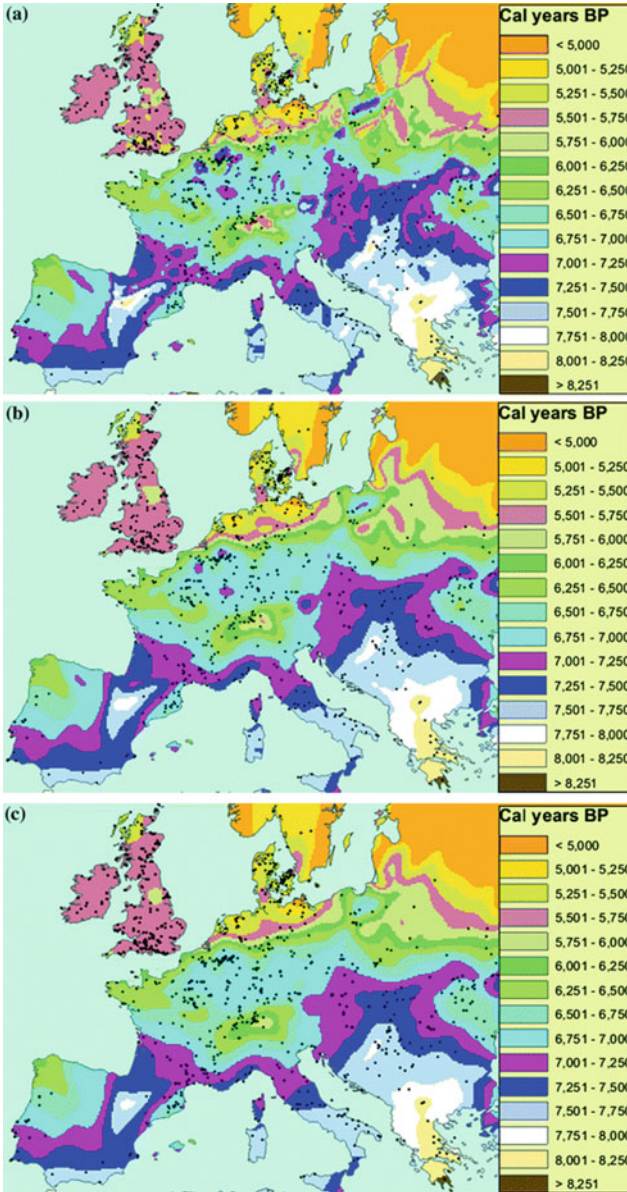 (a)
Cal years BP
< 5,000
5,001 - 5,250
5,251 - 5,500
5,501 - 5,750
5,751 - 6,000
6,001 - 6,250
6,251 - 6,500
6,501 - 6,750
6,751 - 7,000
7,001 - 7,250
7,251 - 7,500
7,501 - 7,750
7,751 - 8,000
8,001 - 8,250
> 8,251
(b)
Cal years BP
< 5,000
5,001 - 5,250
5,251 - 5,500
5,501 - 5,750
5,751 - 6,000
6,001 - 6,250
6,251 - 6,500
6,501 - 6,750
6,751 - 7,000
7,001 - 7,250
7,251 - 7,500
7,501 - 7,750
7,751 - 8,000
8,001 - 8,250
> 8,251
(c)
Cal years BP
< 5,000
5,001 - 5,250
5,251 - 5,500
5,501 - 5,750
5,751 - 6,000
6,001 - 6,250
6,251 - 6,500
6,501 - 6,750
6,751 - 7,000
7,001 - 7,250
7,251 - 7,500
7,501 - 7,750
7,751 - 8,000
8,001 - 8,250
> 8,251